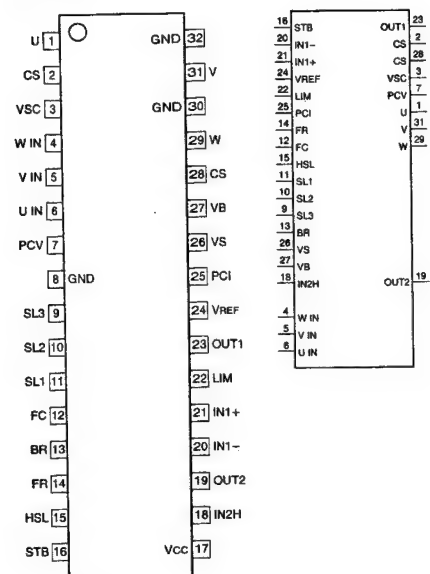 U 1
CS 2
VSC 3
W IN 4
V IN 5
U IN 6
PCV 7
8 GND
SL3 9
SL2 10
SL1 11
FC 12
BR 13
FR 14
HSL 15
STB 16
GND 32
31 V
GND 30
29 W
28 CS
27 VB
26 VS
25 PCI
24 VREF
23 OUT1
22 LIM
21 IN1+
20 IN1-
19 OUT2
18 IN2H
VCC 17
16 STB
20 IN1-
21 IN1+
24 VREF
22 LIM
25 PCI
14 FR
12 FC
15 HSL
11 SL1
10 SL2
9 SL3
13 BR
26 VS
27 VB
18 IN2H
4 W IN
5 V IN
6 U IN
OUT1 23
CS 2
CS 28
VSC 3
PCV 7
U 1
V 31
W 29
OUT2 19